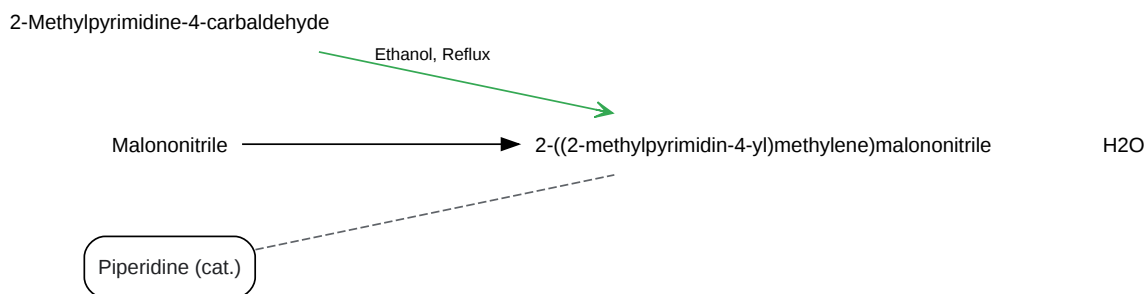 2-Methylpyrimidine-4-carbaldehyde
Ethanol, Reflux
Malononitrile
2-((2-methylpyrimidin-4-yl)methylene)malononitrile
H2O
Piperidine (cat.)